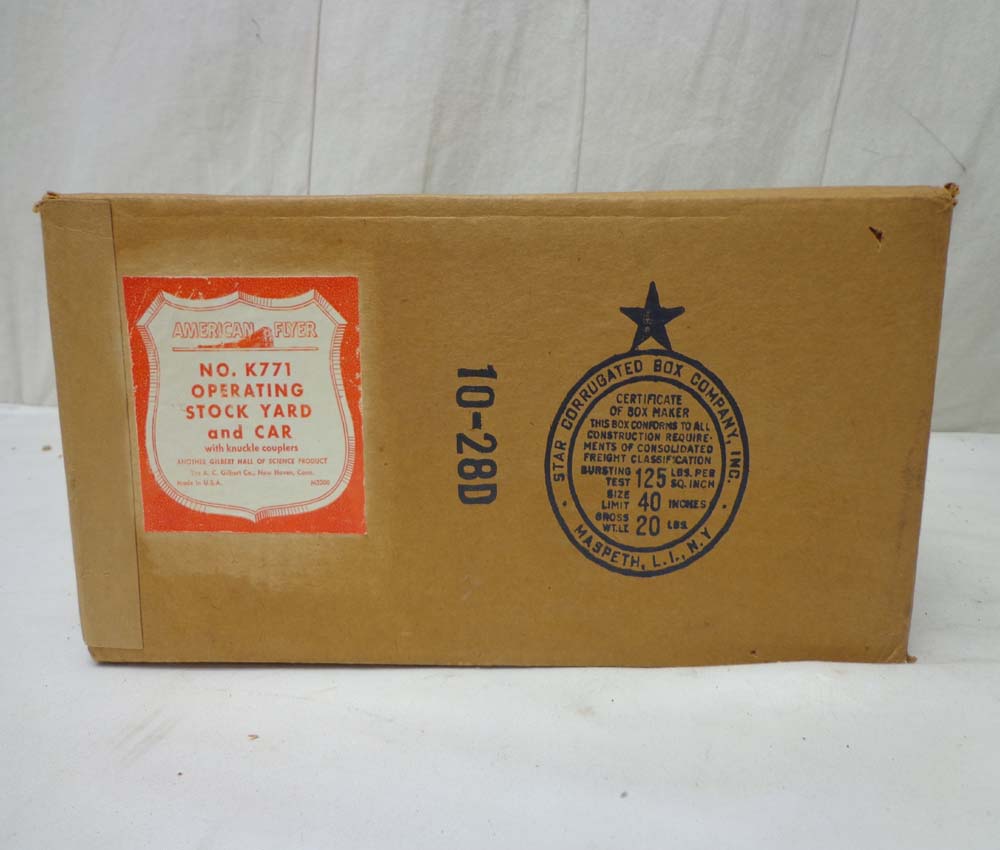 AMERICAN FLYER
NO. K771
OPERATING
STOCK YARD
and CAR
with knuckle couplers
ANOTHER GILBERT HALL OF SCIENCE PRODUCT
The A. C. Gilbert Co., New Haven, Conn.
Made in U.S.A. M2500
10-28D
STAR CORRUGATED BOX COMPANY, INC.
CERTIFICATE
OF BOX MAKER
THIS BOX CONFORMS TO ALL
CONSTRUCTION REQUIRE-
MENTS OF CONSOLIDATED
FREIGHT CLASSIFICATION
BURSTING TEST 125 LBS. PER SQ. INCH
SIZE LIMIT 40 INCHES
GROSS WT. LT. 20 LBS.
MASPETH, L. I., N. Y.